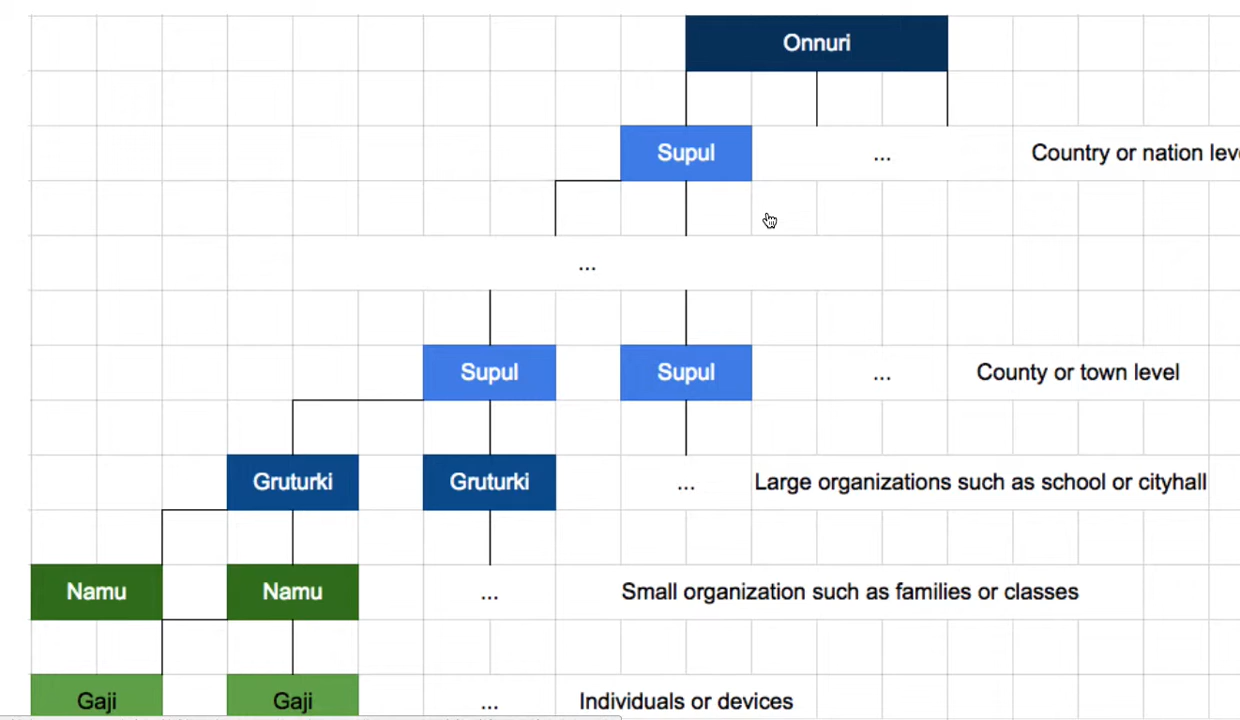 Onnuri
Supul ... Country or nation
...
Supul Supul ... County or town level
Gruturki Gruturki ... Large organizations such as school or cityhall
Namu Namu ... Small organization such as families or classes
Gaji Gaji ... Individuals or devices